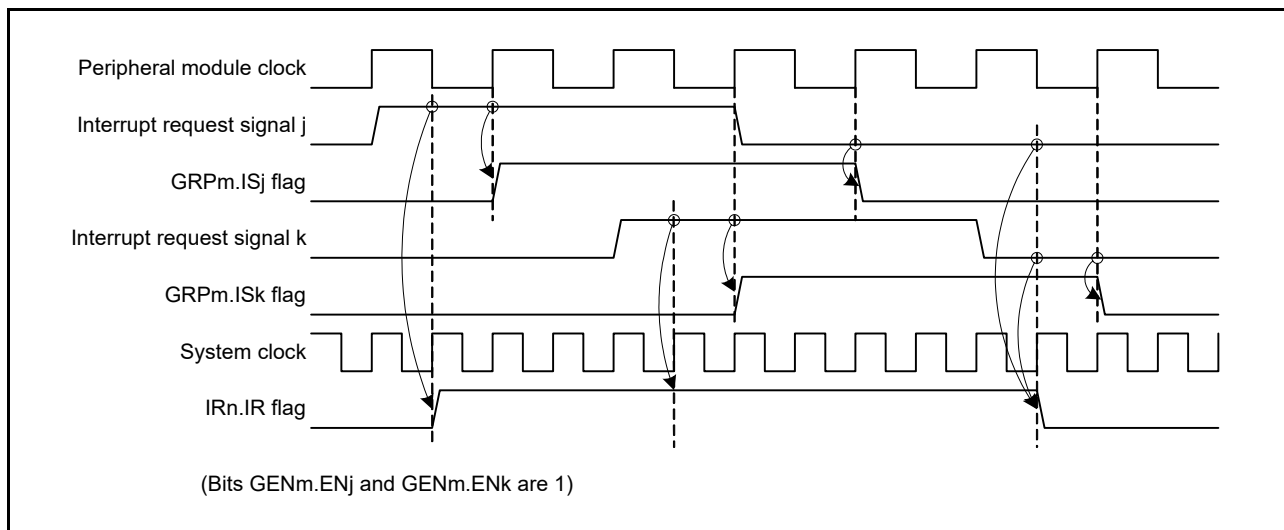 Peripheral module clock
Interrupt request signal j
GRPm.ISj flag
Interrupt request signal k
GRPm.ISk flag
System clock
IRn.IR flag
(Bits GENm.ENj and GENm.ENk are 1)